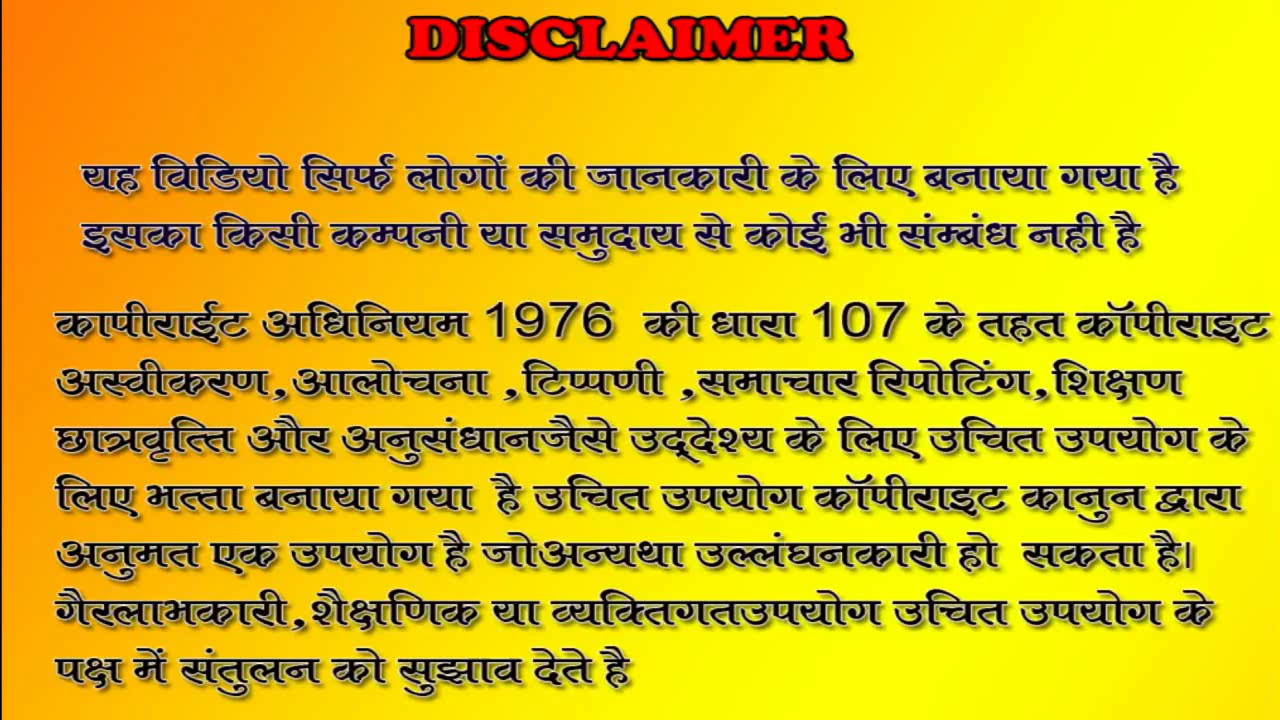 DISCLAIMER
यह विडियो सिर्फ लोगों की जानकारी के लिए बनाया गया है
इसका किसी कम्पनी या समुदाय से कोई भी संम्बंध नही है
कापीराईट अधिनियम 1976 की धारा 107 के तहत कॉपीराइट
अस्वीकरण,आलोचना ,टिप्पणी ,समाचार रिपोटिंग,शिक्षण
छात्रवृत्ति और अनुसंधानजैसे उद्देश्य के लिए उचित उपयोग के
लिए भत्ता बनाया गया है उचित उपयोग कॉपीराइट कानुन द्वारा
अनुमत एक उपयोग है जोअन्यथा उल्लंघनकारी हो सकता है।
गैरलाभकारी,शैक्षणिक या व्यक्तिगतउपयोग उचित उपयोग के
पक्ष में संतुलन को सुझाव देते है